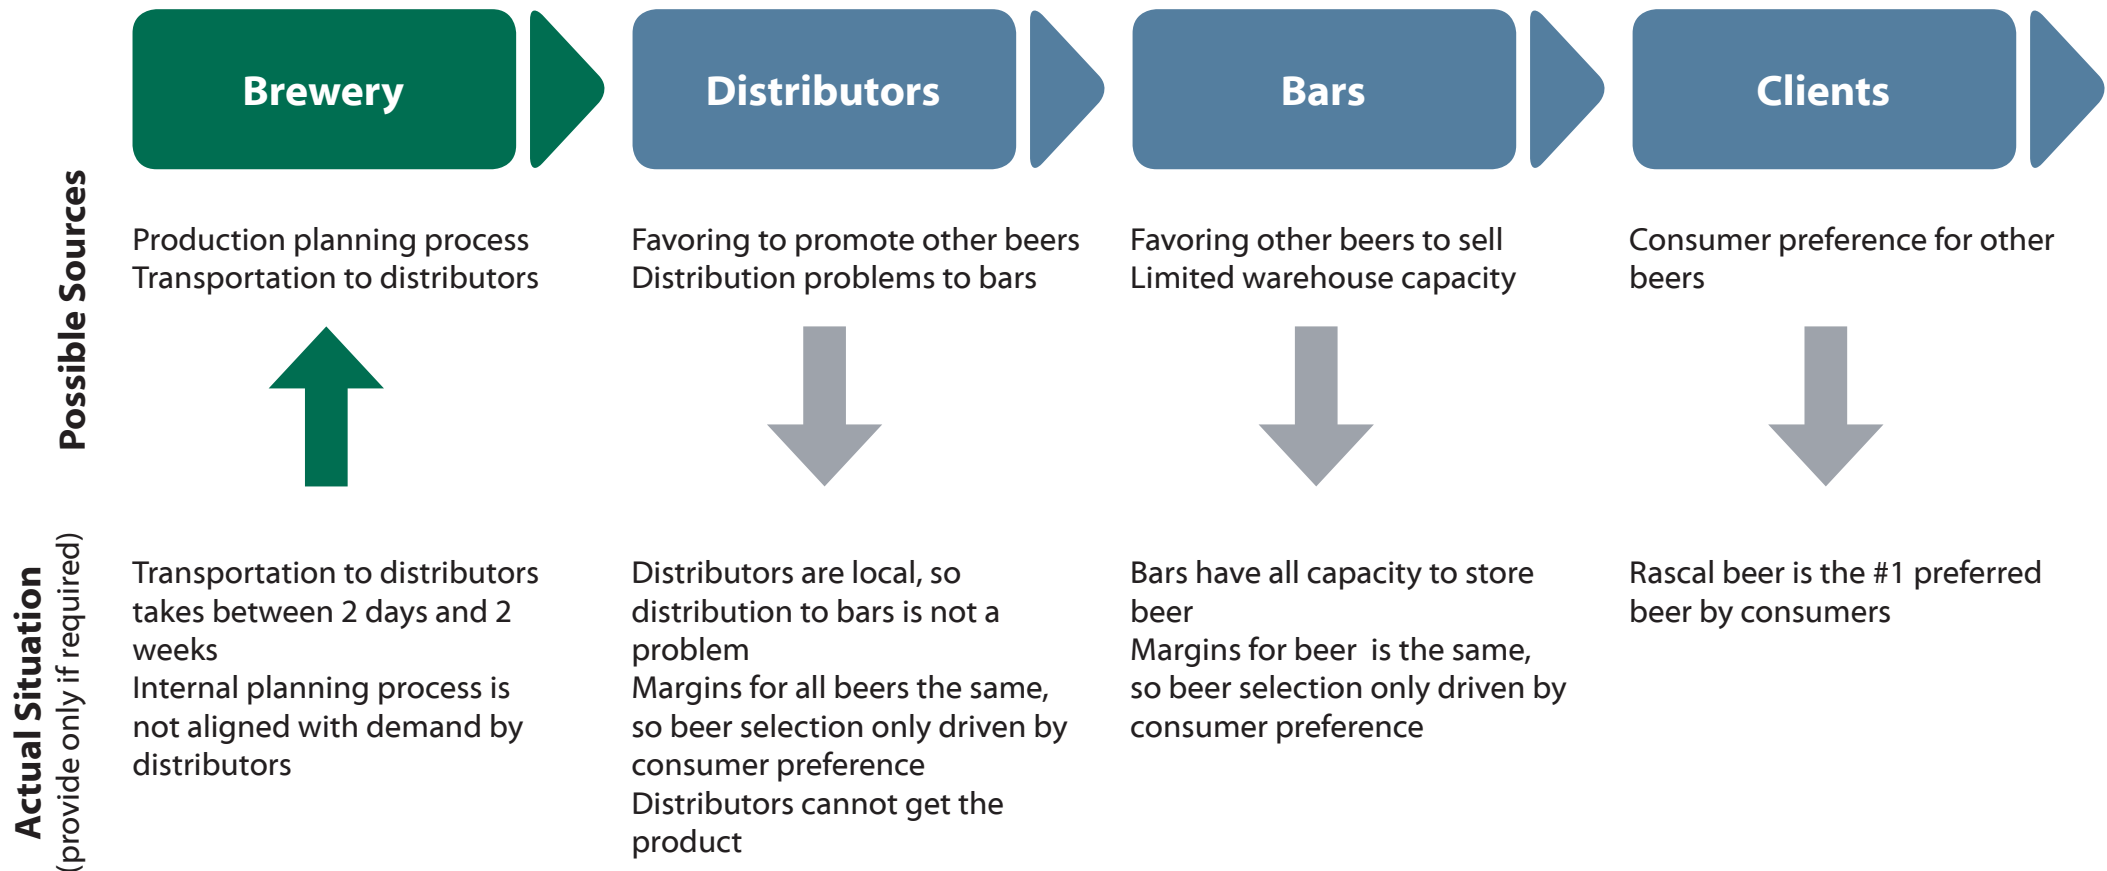 Brewery
Distributors
Bars
Clients
Possible Sources
Production planning process
Transportation to distributors
Favoring to promote other beers
Distribution problems to bars
Favoring other beers to sell
Limited warehouse capacity
Consumer preference for other
beers
Actual Situation
(provide only if required)
Transportation to distributors
takes between 2 days and 2
weeks
Internal planning process is
not aligned with demand by
distributors
Distributors are local, so
distribution to bars is not a
problem
Margins for all beers the same,
so beer selection only driven by
consumer preference
Distributors cannot get the
product
Bars have all capacity to store
beer
Margins for beer  is the same,
so beer selection only driven by
consumer preference
Rascal beer is the #1 preferred
beer by consumers